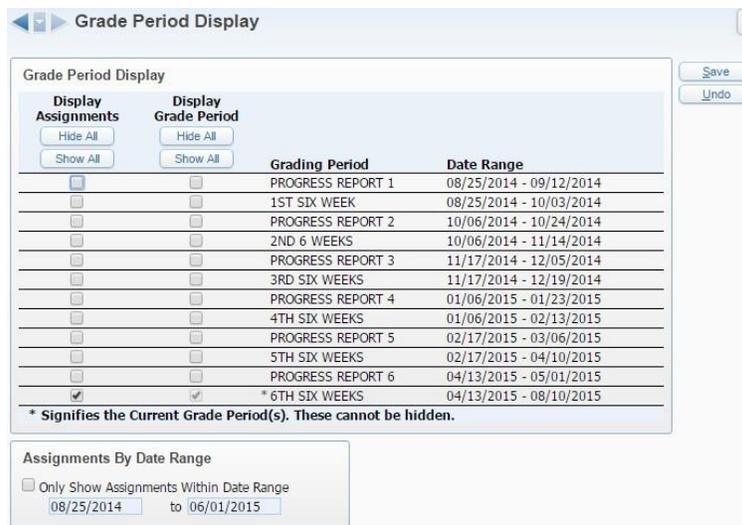 Grade Period Display
Grade Period Display
Save
Undo
Display Assignments
Display Grade Period
Hide All
Hide All
Show All
Show All
Grading Period
Date Range
PROGRESS REPORT 1 08/25/2014 - 09/12/2014
1ST SIX WEEK 08/25/2014 - 10/03/2014
PROGRESS REPORT 2 10/06/2014 - 10/24/2014
2ND 6 WEEKS 10/06/2014 - 11/14/2014
PROGRESS REPORT 3 11/17/2014 - 12/05/2014
3RD SIX WEEKS 11/17/2014 - 12/19/2014
PROGRESS REPORT 4 01/06/2015 - 01/23/2015
4TH SIX WEEKS 01/06/2015 - 02/13/2015
PROGRESS REPORT 5 02/17/2015 - 03/06/2015
5TH SIX WEEKS 02/17/2015 - 04/10/2015
PROGRESS REPORT 6 04/13/2015 - 05/01/2015
* 6TH SIX WEEKS 04/13/2015 - 08/10/2015
* Signifies the Current Grade Period(s). These cannot be hidden.
Assignments By Date Range
Only Show Assignments Within Date Range
08/25/2014 to 06/01/2015